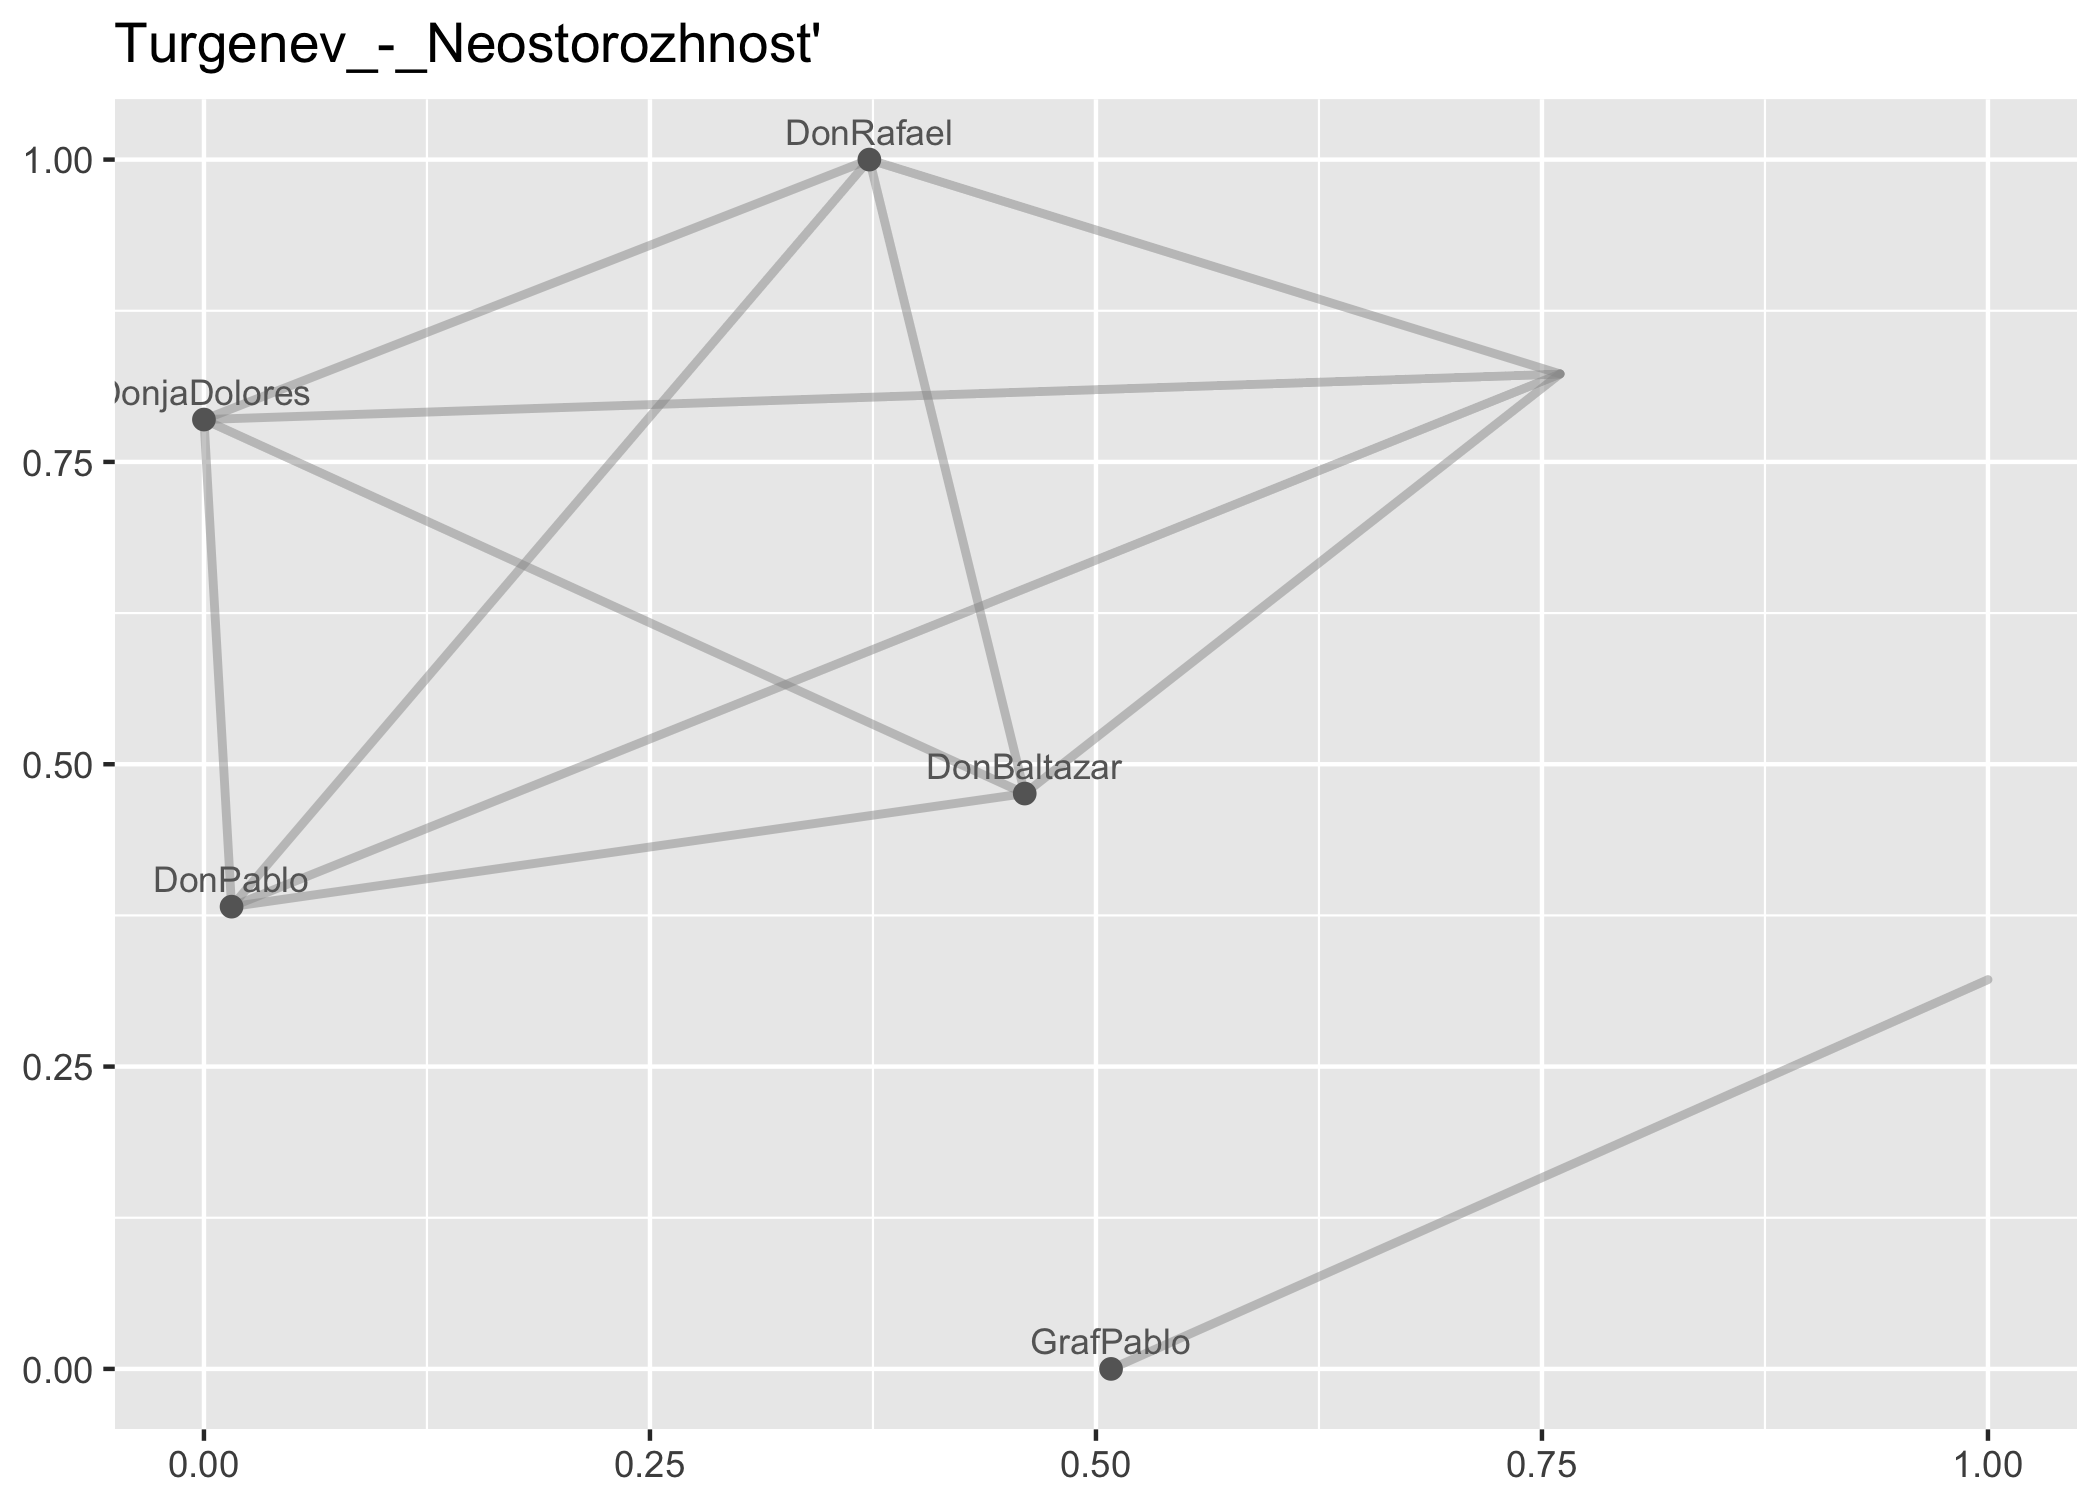 Turgenev_-_Neostorozhnost'
DonRafael
1.00
DonjaDolores
0.75
DonBaltazar
0.50
DonPablo
0.25
GrafPablo
0.00
0.00 0.25 0.50 0.75 1.00